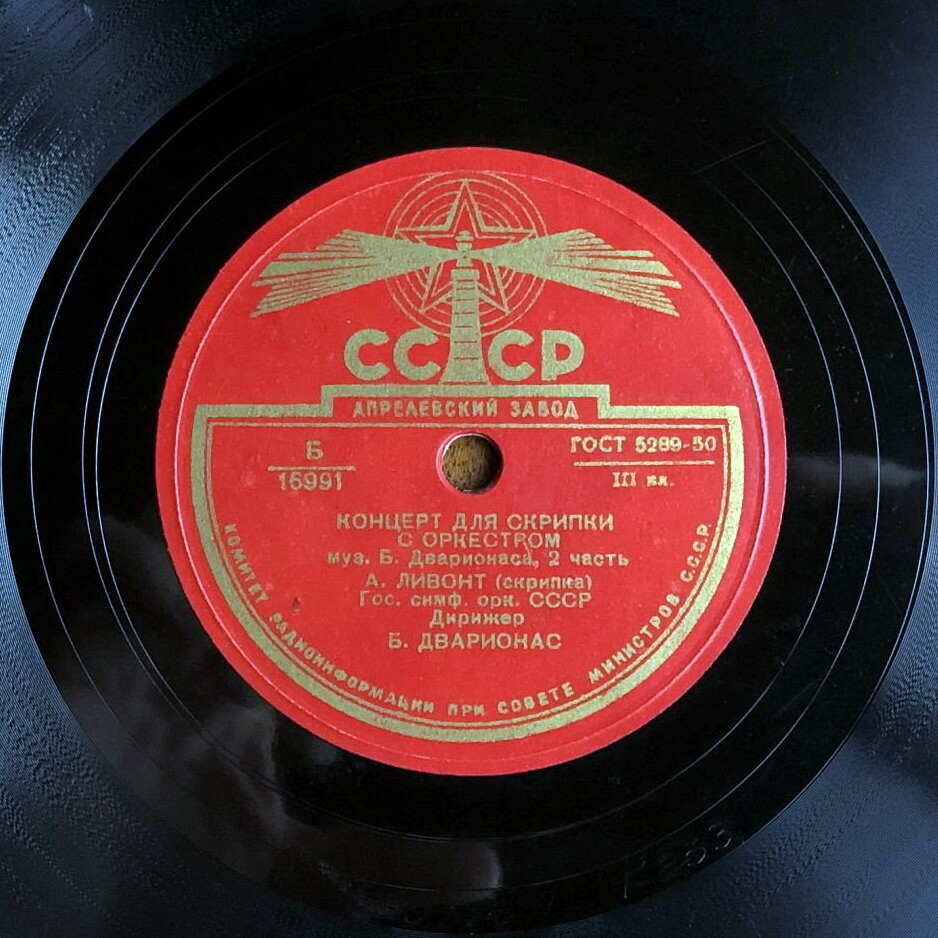 СССР
АПРЕЛЕВСКИЙ ЗАВОД
Б
16991
ГОСТ 5289-50
III кл.
КОНЦЕРТ ДЛЯ СКРИПКИ
С ОРКЕСТРОМ
муз. Б. Дварионаса, 2 часть
А. ЛИВОНТ (скрипка)
Гос. симф. орк. СССР
Дирижер
Б. ДВАРИОНАС
КОМИТЕТ РАДИОИНФОРМАЦИИ ПРИ СОВЕТЕ МИНИСТРОВ С.С.С.Р.